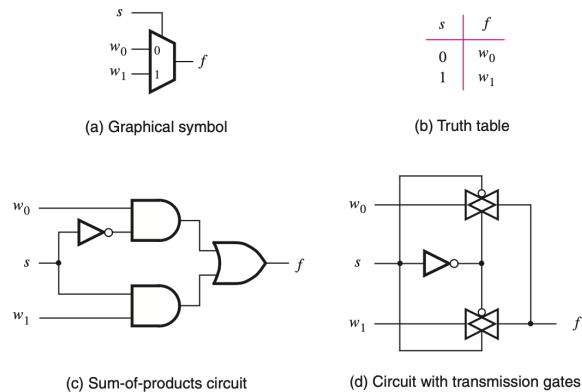 s
w0
0
f
w1
1
(a) Graphical symbol
s f
0 w0
1 w1
(b) Truth table
w0
s
f
w1
(c) Sum-of-products circuit
w0
s
w1
f
(d) Circuit with transmission gates